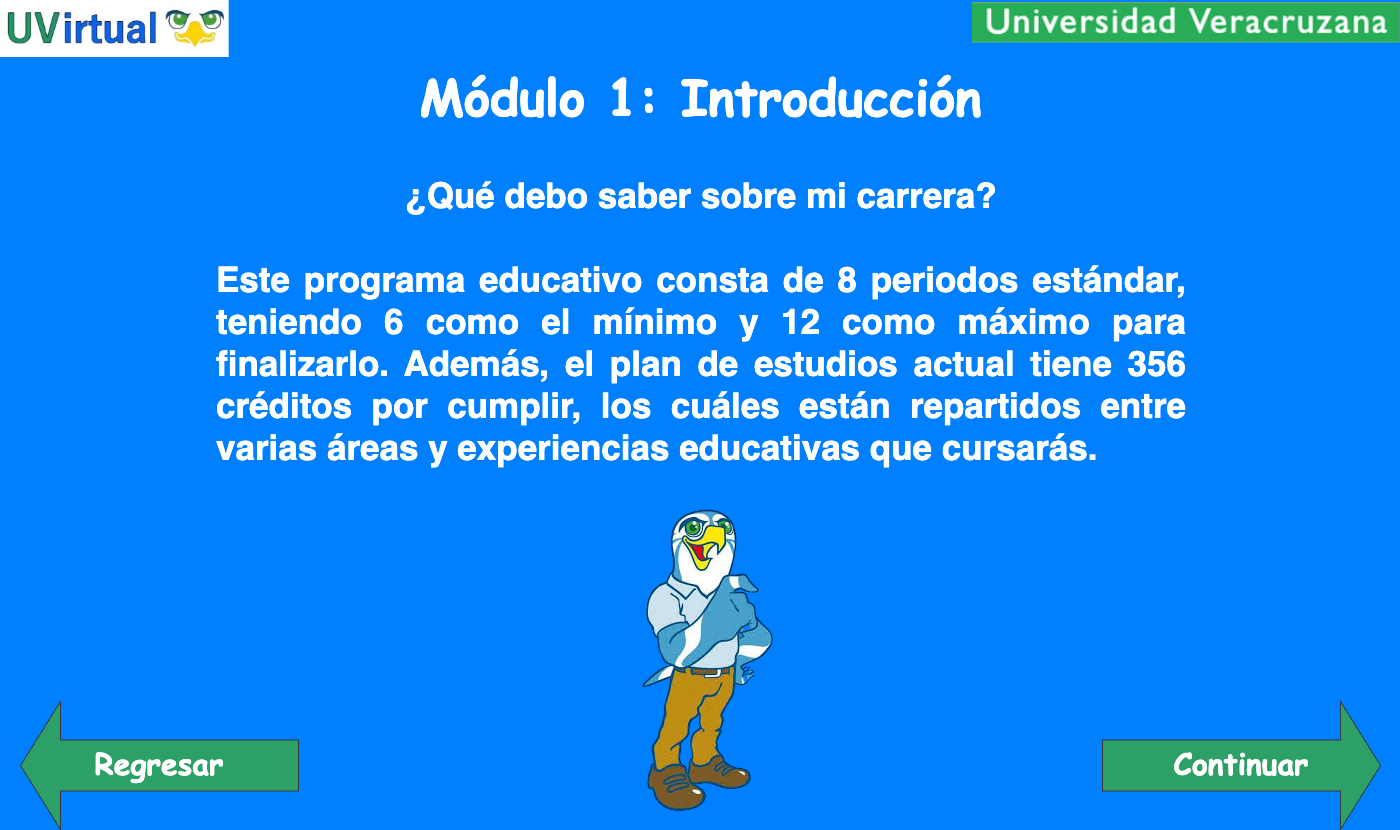 UVirtual
Universidad Veracruzana
Módulo 1: Introducción
¿Qué debo saber sobre mi carrera?
Este programa educativo consta de 8 periodos estándar,
teniendo 6 como el mínimo y 12 como máximo para
finalizarlo. Además, el plan de estudios actual tiene 356
créditos por cumplir, los cuáles están repartidos entre
varias áreas y experiencias educativas que cursarás.
Regresar
Continuar